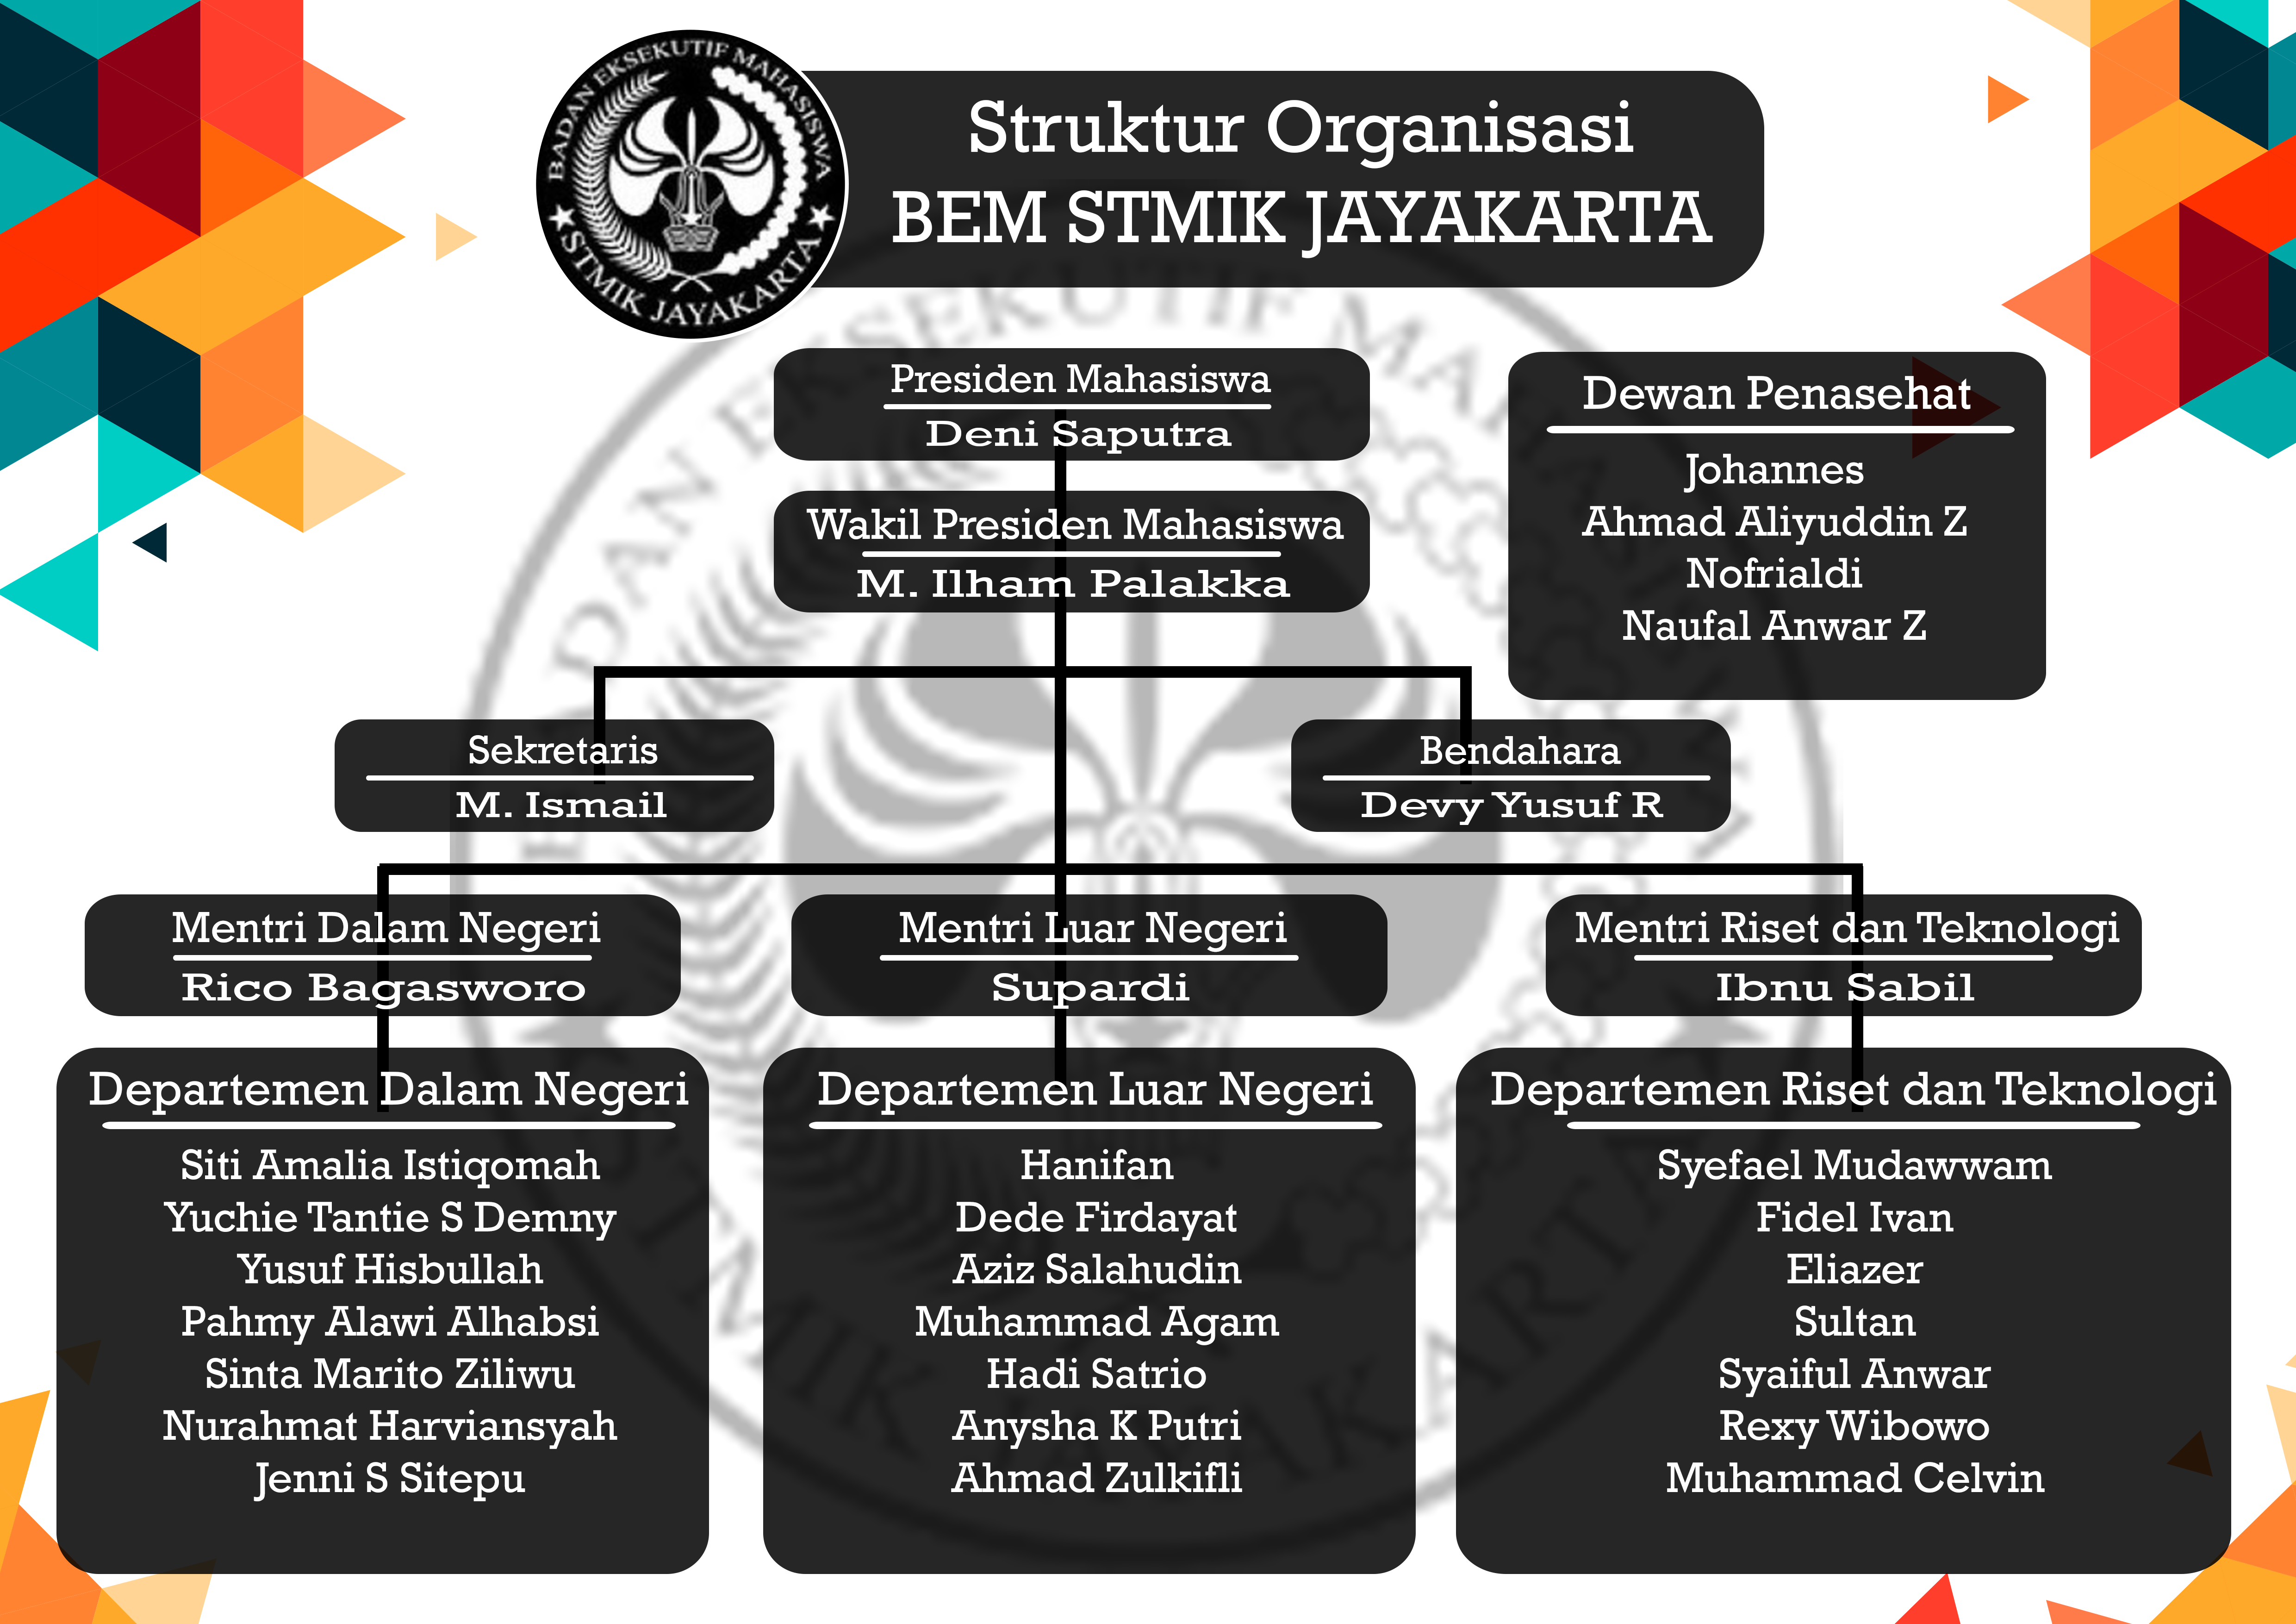 BADAN EKSEKUTIF MAHASISWA
STMIK JAYAKARTA
Struktur Organisasi
BEM STMIK JAYAKARTA
Presiden Mahasiswa
Deni Saputra
Wakil Presiden Mahasiswa
M. Ilham Palakka
Dewan Penasehat
Johannes
Ahmad Aliyuddin Z
Nofrialdi
Naufal Anwar Z
Sekretaris
M. Ismail
Bendahara
Devy Yusuf R
Mentri Dalam Negeri
Rico Bagasworo
Mentri Luar Negeri
Supardi
Mentri Riset dan Teknologi
Ibnu Sabil
Departemen Dalam Negeri
Siti Amalia Istiqomah
Yuchie Tantie S Demny
Yusuf Hisbullah
Pahmy Alawi Alhabsi
Sinta Marito Ziliwu
Nurahmat Harviansyah
Jenni S Sitepu
Departemen Luar Negeri
Hanifan
Dede Firdayat
Aziz Salahudin
Muhammad Agam
Hadi Satrio
Anysha K Putri
Ahmad Zulkifli
Departemen Riset dan Teknologi
Syefael Mudawwam
Fidel Ivan
Eliazer
Sultan
Syaiful Anwar
Rexy Wibowo
Muhammad Celvin
BADAN EKSEKUTIF MAHASISWA
STMIK JAYAKARTA